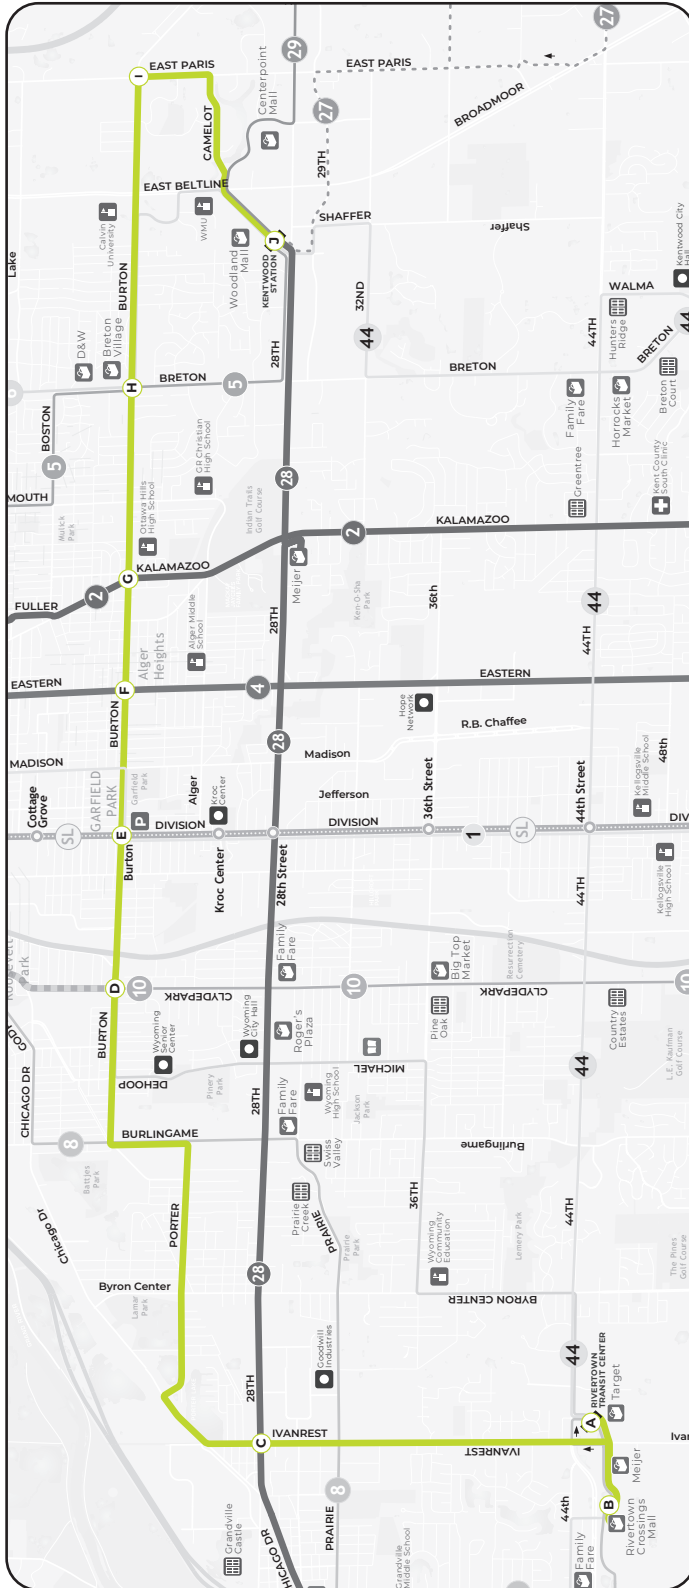 EAST PARIS
I
CAMELOT
Centerpoint
Mall
29
27
EAST PARIS
27
BROADMOOR
29TH
EAST BELTLINE
WMU
Calvin
University
BURTON
Lake
Woodland
Mall
J
KENTWOOD
STATION
SHAFFER
Shaffer
Kentwood City
Hall
WALMA
44TH
Hunters
Ridge
32ND
44
44
BRETON
BRETON
Breton
Court
Horrocks
Market
Family
Fare
28TH
D&W
Breton
Village
H
BRETON
5
BOSTON
5
MOUTH
Mulick
Park
GR Christian
High School
Ottawa Hills
High School
Indian Trails
Golf Course
28
Greentree
Kent County
South Clinic
KALAMAZOO
2
Meijer
KALAMAZOO
G
2
FULLER
Alger Middle
School
Alger
Heights
28TH
Ken-O-Sha
Park
36th
44
44TH
EASTERN
EASTERN
F
4
BURTON
Hope
Network
R.B. Chaffee
28
Madison
MADISON
48th
Kellogsville
Middle School
Jefferson
36th Street
44th Street
GARFIELD
PARK
Garfield
Park
P
Alger
Kroc
Center
Cottage
Grove
SL
E
DIVISION
DIVISION
1
SL
DIV
Burton
Kroc Center
28th Street
44TH
Kellogsville
High School
Park
D
10
CLYDEPARK
Family
Fare
10
Big Top
Market
Resurrection
Cemetery
CLYDEPARK
10
BURTON
Wyoming
Senior
Center
Wyoming
City Hall
Roger's
Plaza
Pine
Oak
Country
Estates
L.E. Kaufman
Golf Course
CHICAGO DR
DEHOOP
Pinery
Park
MICHAEL
44
28TH
Family
Fare
Wyoming
High School
Jackson
Park
BURLINGAME
8
Battjes
Park
Swiss
Valley
Burlingame
Prairie
Creek
PRAIRIE
36TH
44TH
PORTER
Chicago Dr
Prairie
Park
Lemery Park
Wyoming
Community
Education
The Pines
Golf Course
28
Byron Center
Lamar
Park
BYRON CENTER
Goodwill
Industries
44
28TH
RIVERTOWN
TRANSIT CENTER
Target
A
C
IVANREST
IVANREST
Ivan
Meijer
8
PRAIRIE
44th
B
Rivertown
Crossings
Mall
Grandville
Castle
HICAGO DR
Grandville
Middle School
Family
Fare